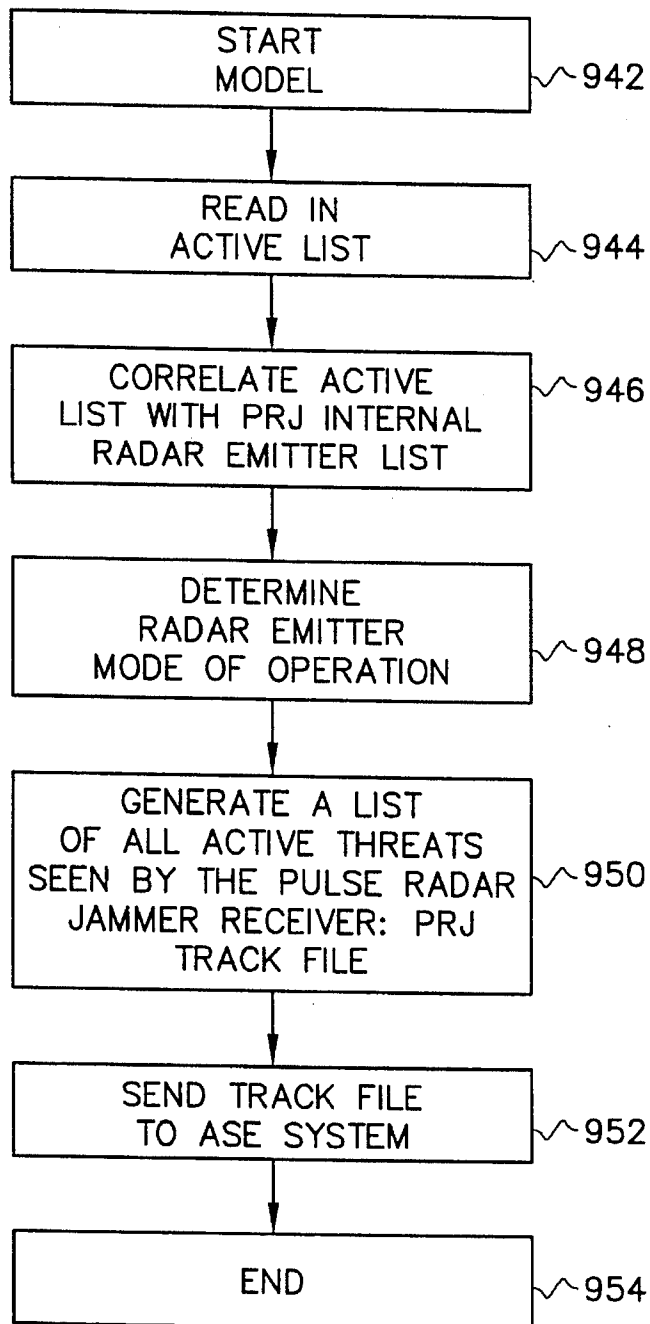 START
MODEL
942
READ IN
ACTIVE LIST
944
CORRELATE ACTIVE
LIST WITH PRJ INTERNAL
RADAR EMITTER LIST
946
DETERMINE
RADAR EMITTER
MODE OF OPERATION
948
GENERATE A LIST
OF ALL ACTIVE THREATS
SEEN BY THE PULSE RADAR
JAMMER RECEIVER: PRJ
TRACK FILE
950
SEND TRACK FILE
TO ASE SYSTEM
952
END
954